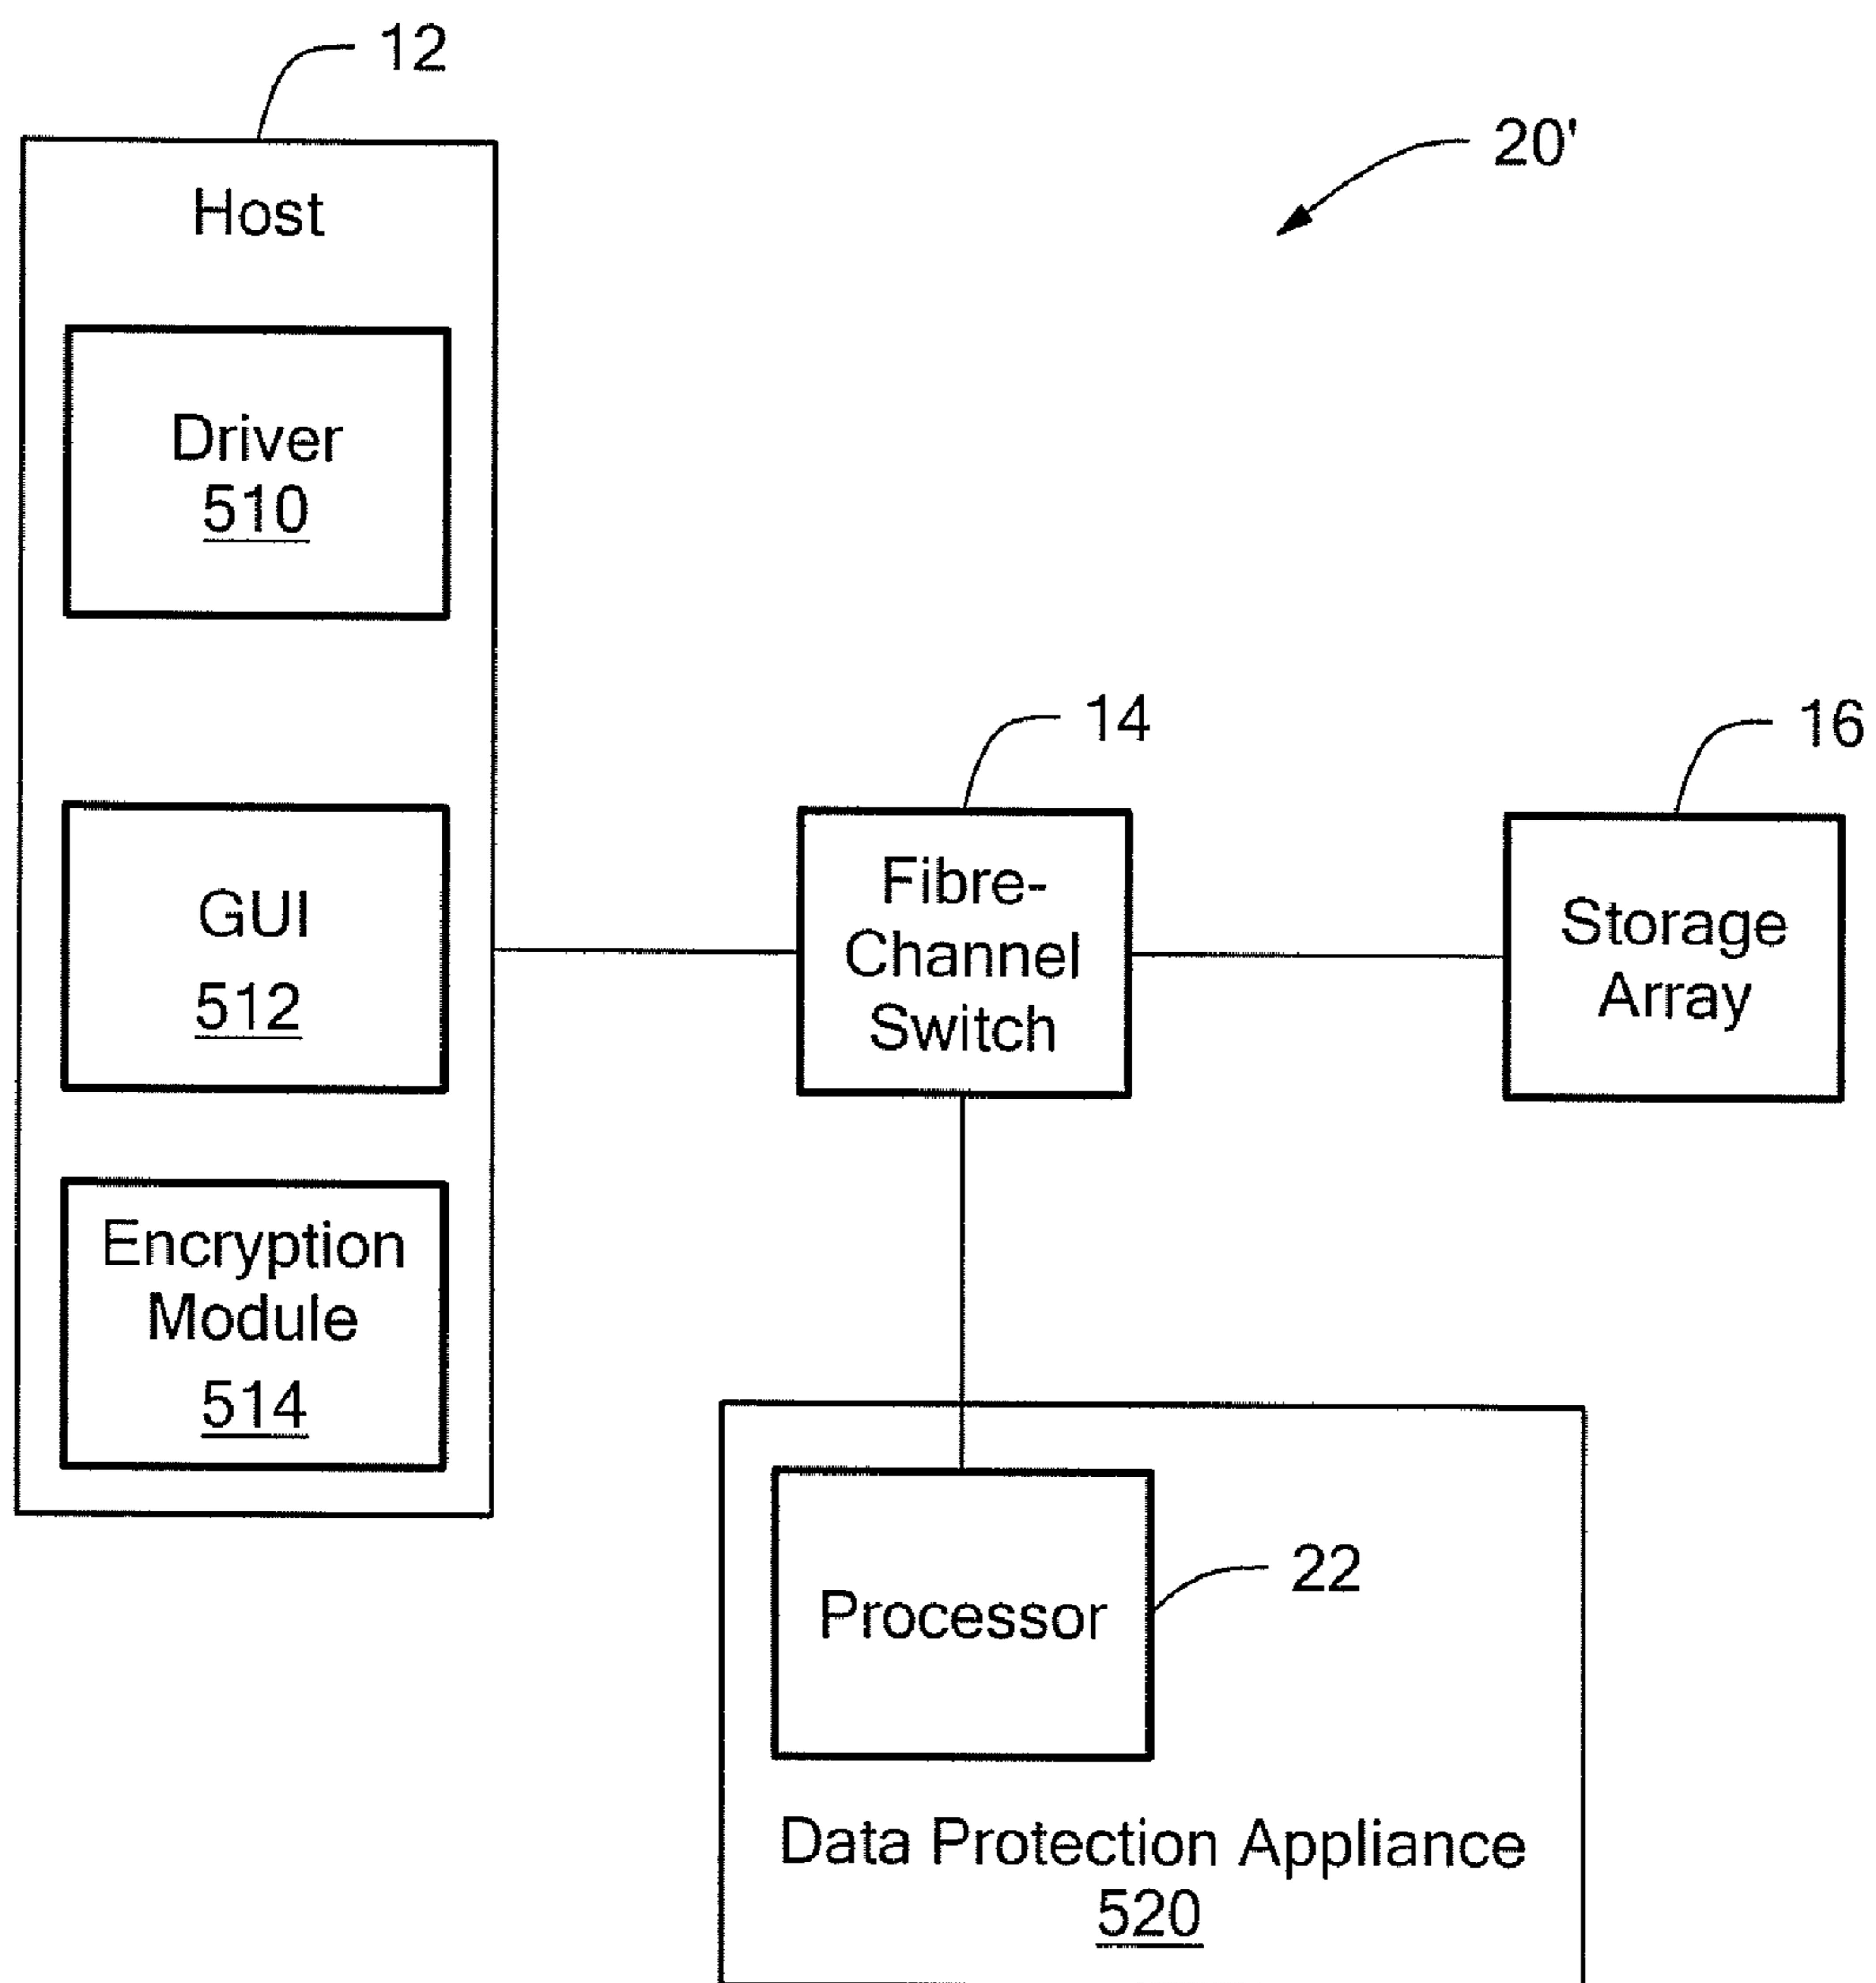 12
20'
Host
Driver
510
14
16
GUI
512
Fibre-
Channel
Switch
Storage
Array
Encryption
Module
514
22
Processor
Data Protection Appliance
520